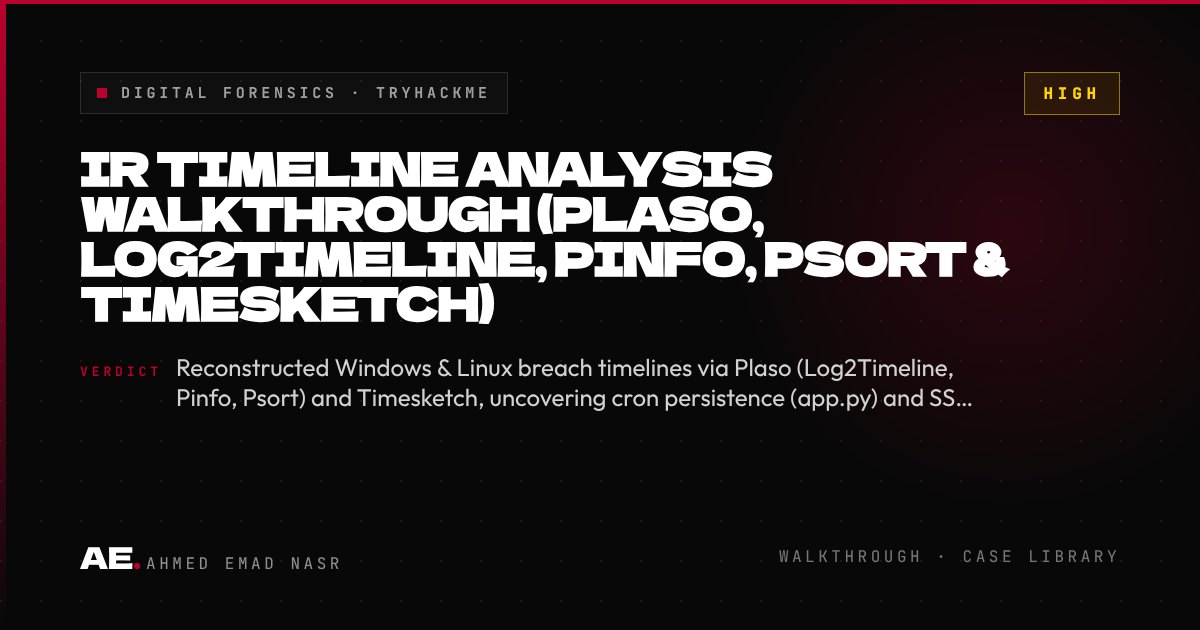 DIGITAL FORENSICS · TRYHACKME
HIGH
IR TIMELINE ANALYSIS
WALKTHROUGH (PLASO,
LOG2TIMELINE, PINFO, PSORT &
TIMESKETCH)
VERDICT
Reconstructed Windows & Linux breach timelines via Plaso (Log2Timeline,
Pinfo, Psort) and Timesketch, uncovering cron persistence (app.py) and SS...
AE. AHMED EMAD NASR
WALKTHROUGH · CASE LIBRARY